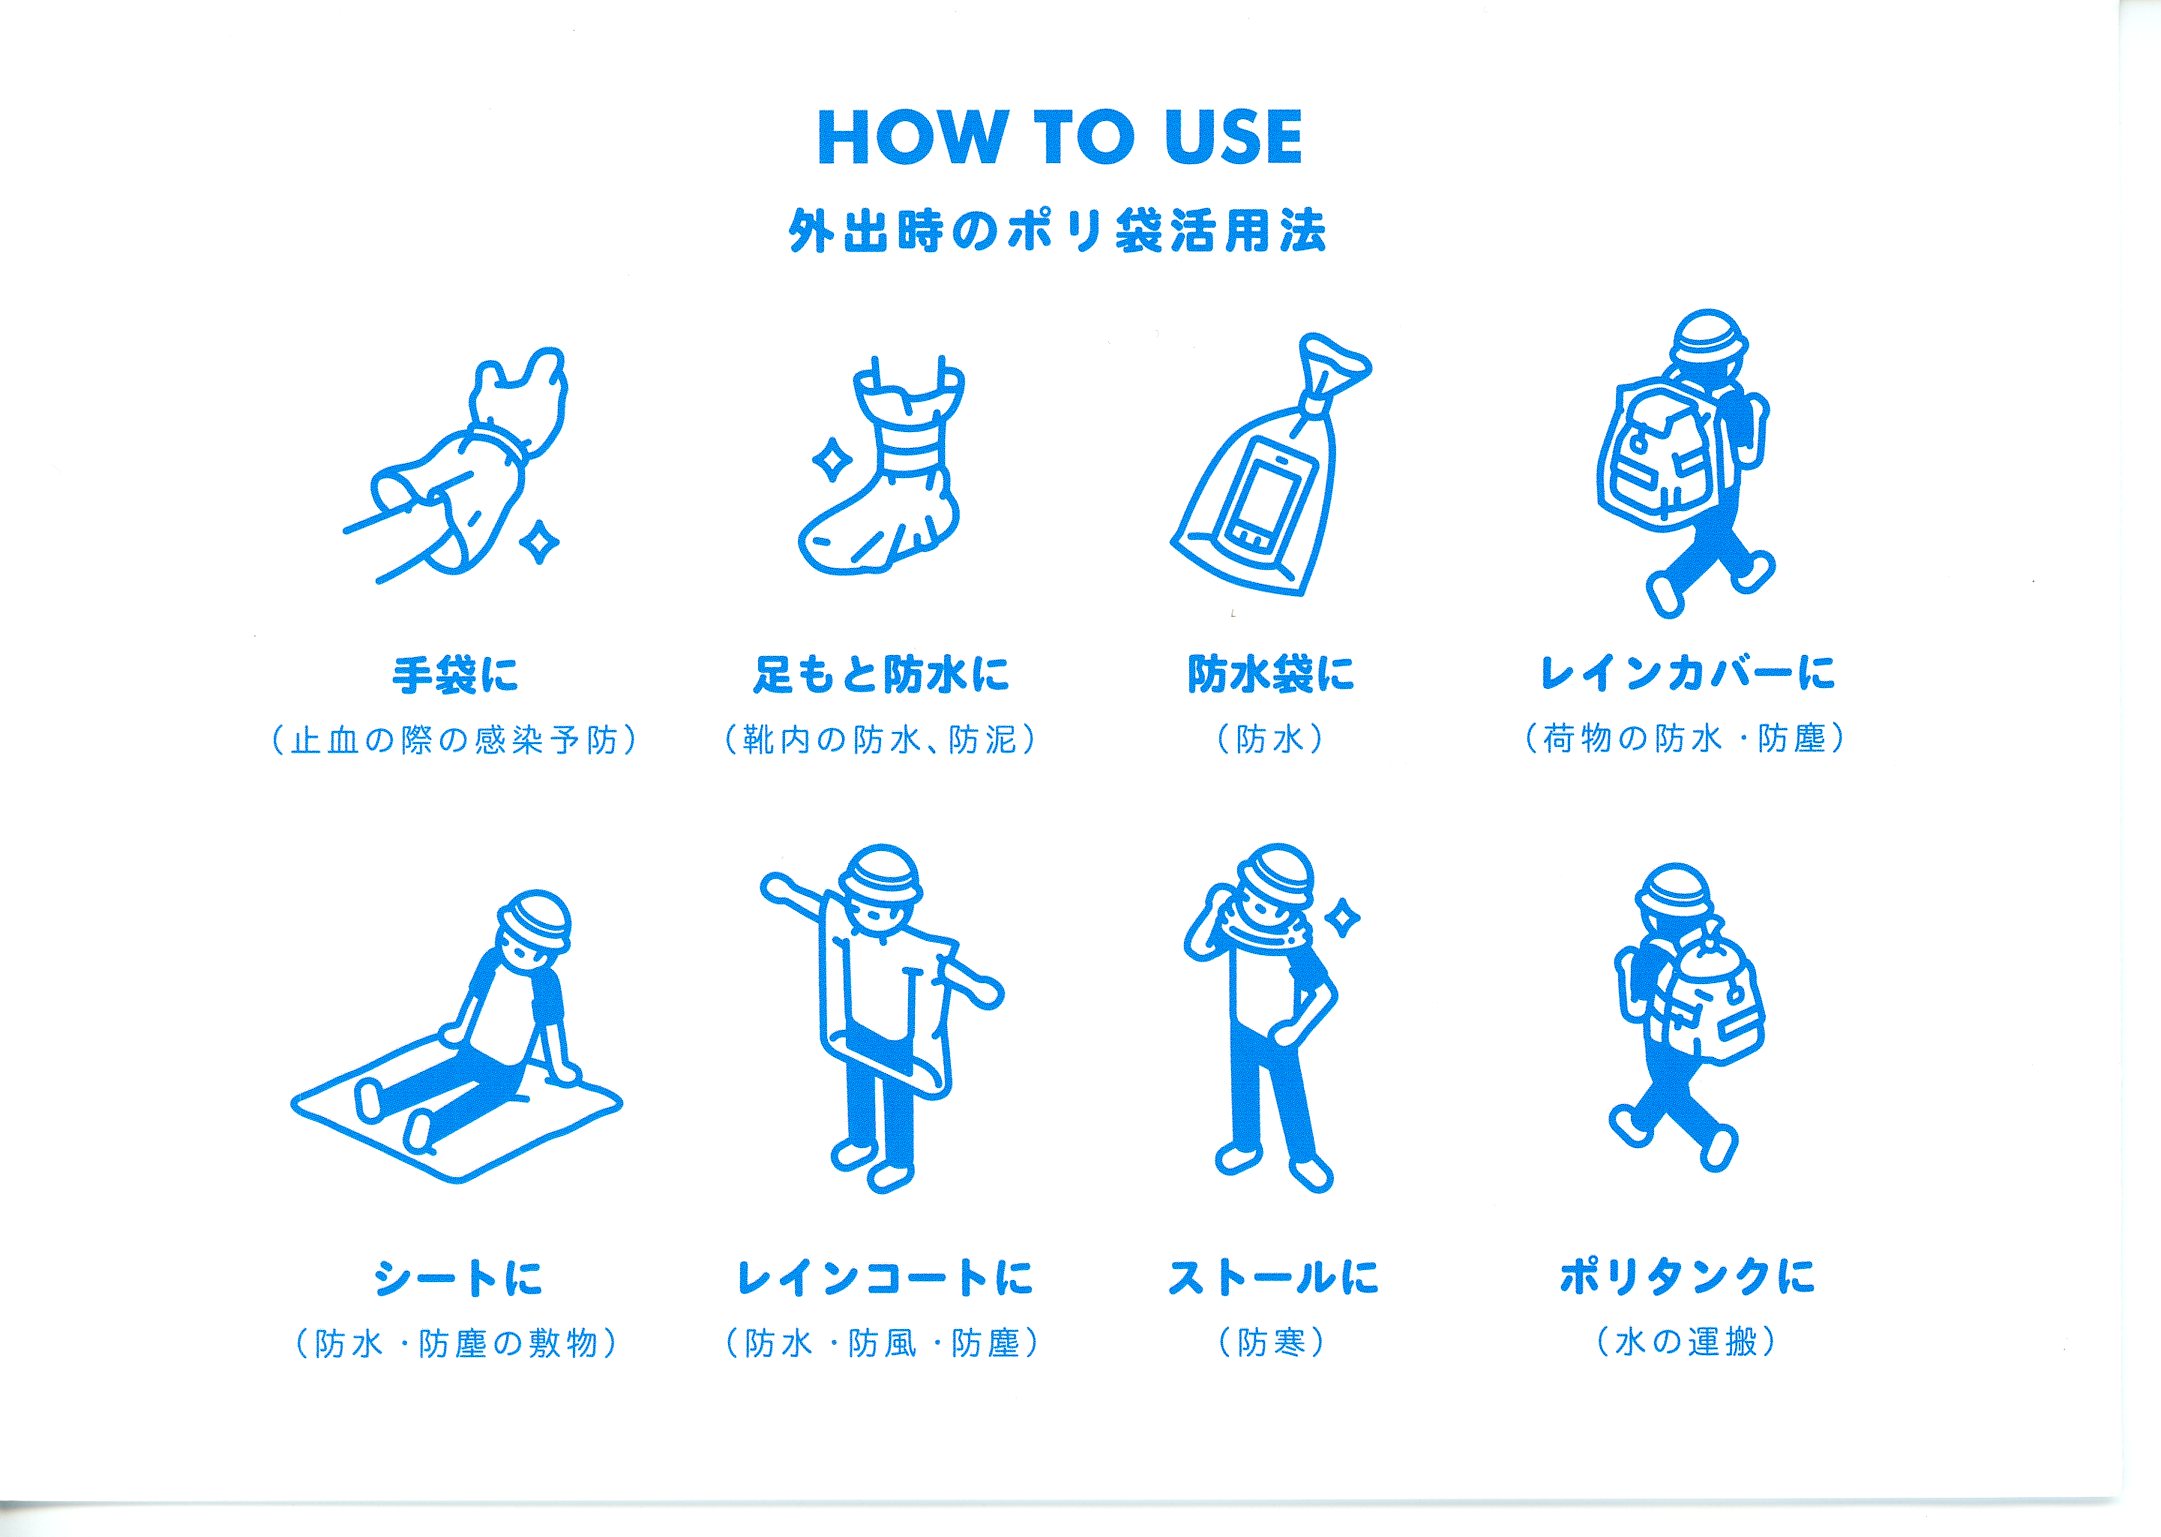 HOW TO USE
外出時のポリ袋活用法
手袋に
（止血の際の感染予防）
足もと防水に
（靴内の防水、防泥）
防水袋に
（防水）
レインカバーに
（荷物の防水・防塵）
シートに
（防水・防塵の敷物）
レインコートに
（防水・防風・防塵）
ストールに
（防寒）
ポリタンクに
（水の運搬）